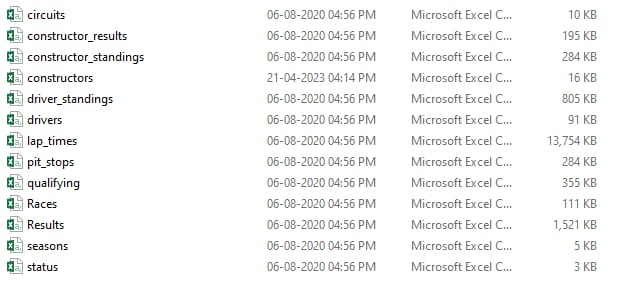 circuits 06-08-2020 04:56 PM Microsoft Excel C... 10 KB
constructor_results 06-08-2020 04:56 PM Microsoft Excel C... 195 KB
constructor_standings 06-08-2020 04:56 PM Microsoft Excel C... 284 KB
constructors 21-04-2023 04:14 PM Microsoft Excel C... 16 KB
driver_standings 06-08-2020 04:56 PM Microsoft Excel C... 805 KB
drivers 06-08-2020 04:56 PM Microsoft Excel C... 91 KB
lap_times 06-08-2020 04:56 PM Microsoft Excel C... 13,754 KB
pit_stops 06-08-2020 04:56 PM Microsoft Excel C... 284 KB
qualifying 06-08-2020 04:56 PM Microsoft Excel C... 355 KB
Races 06-08-2020 04:56 PM Microsoft Excel C... 111 KB
Results 06-08-2020 04:56 PM Microsoft Excel C... 1,521 KB
seasons 06-08-2020 04:56 PM Microsoft Excel C... 5 KB
status 06-08-2020 04:56 PM Microsoft Excel C... 3 KB